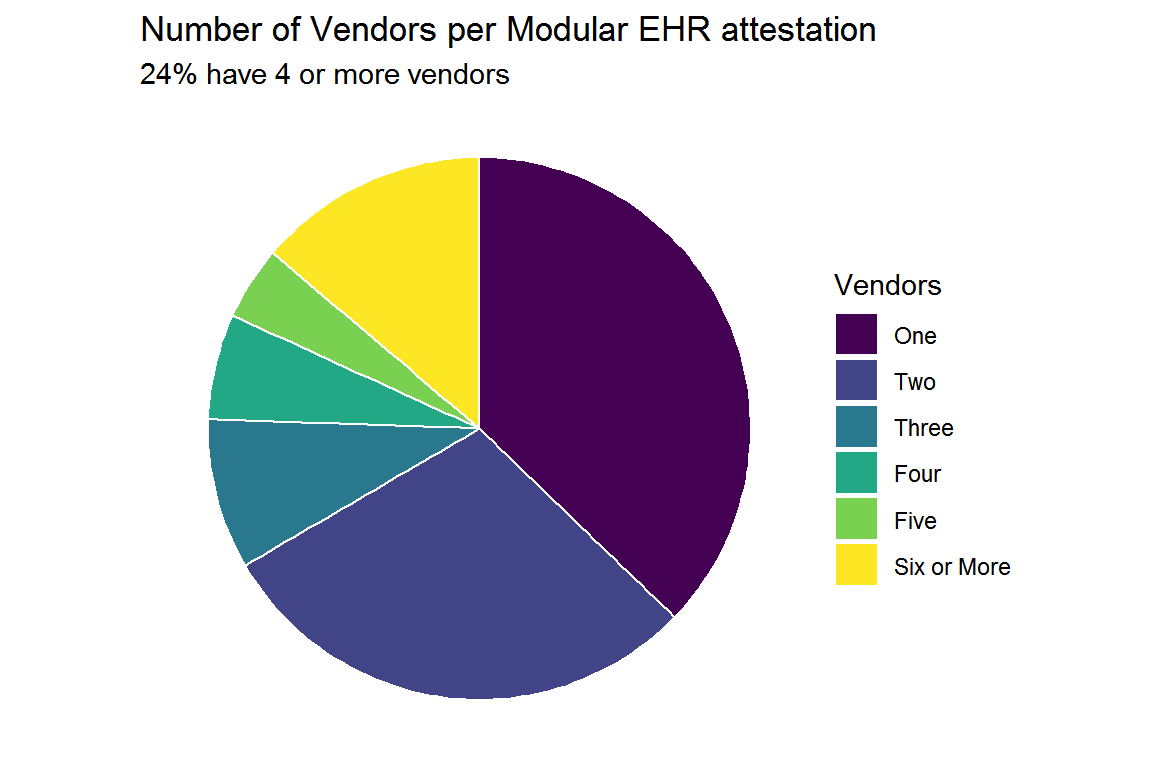 Number of Vendors per Modular EHR attestation
24% have 4 or more vendors
Vendors
One
Two
Three
Four
Five
Six or More